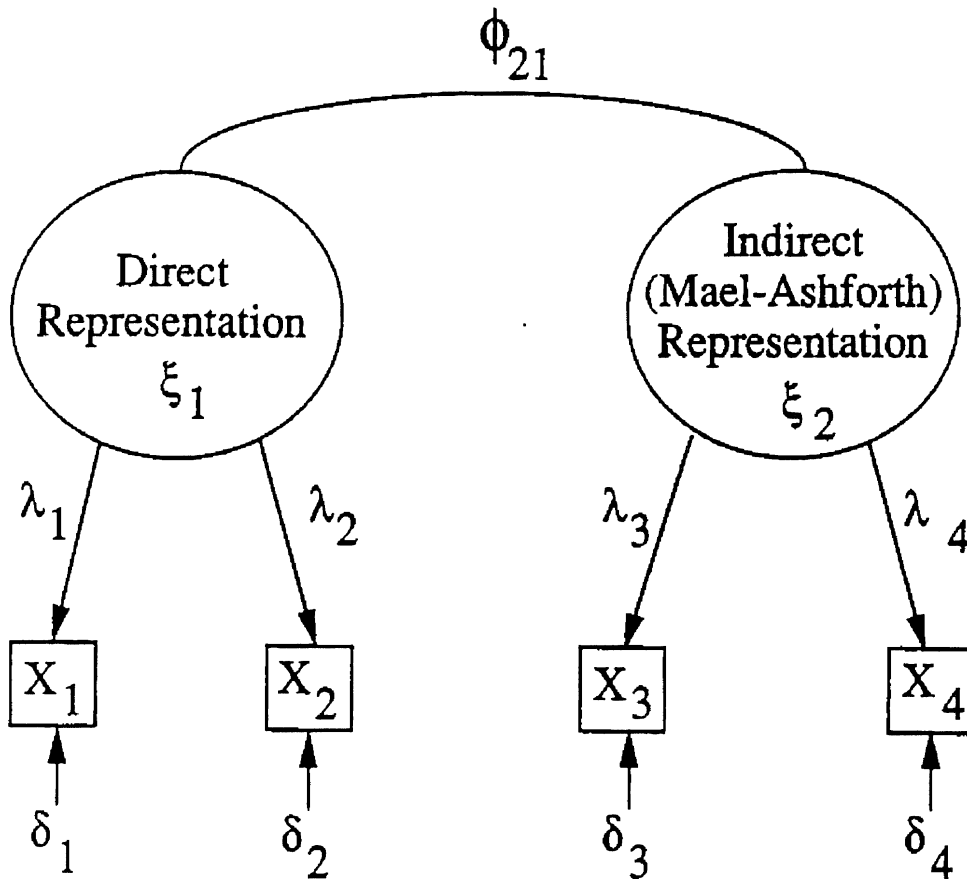 ϕ21
Direct
Representation
ξ1
Indirect
(Mael-Ashforth)
Representation
ξ2
λ1 λ2 λ3 λ 4
X1 X2 X3 X4
δ1 δ2 δ3 δ4